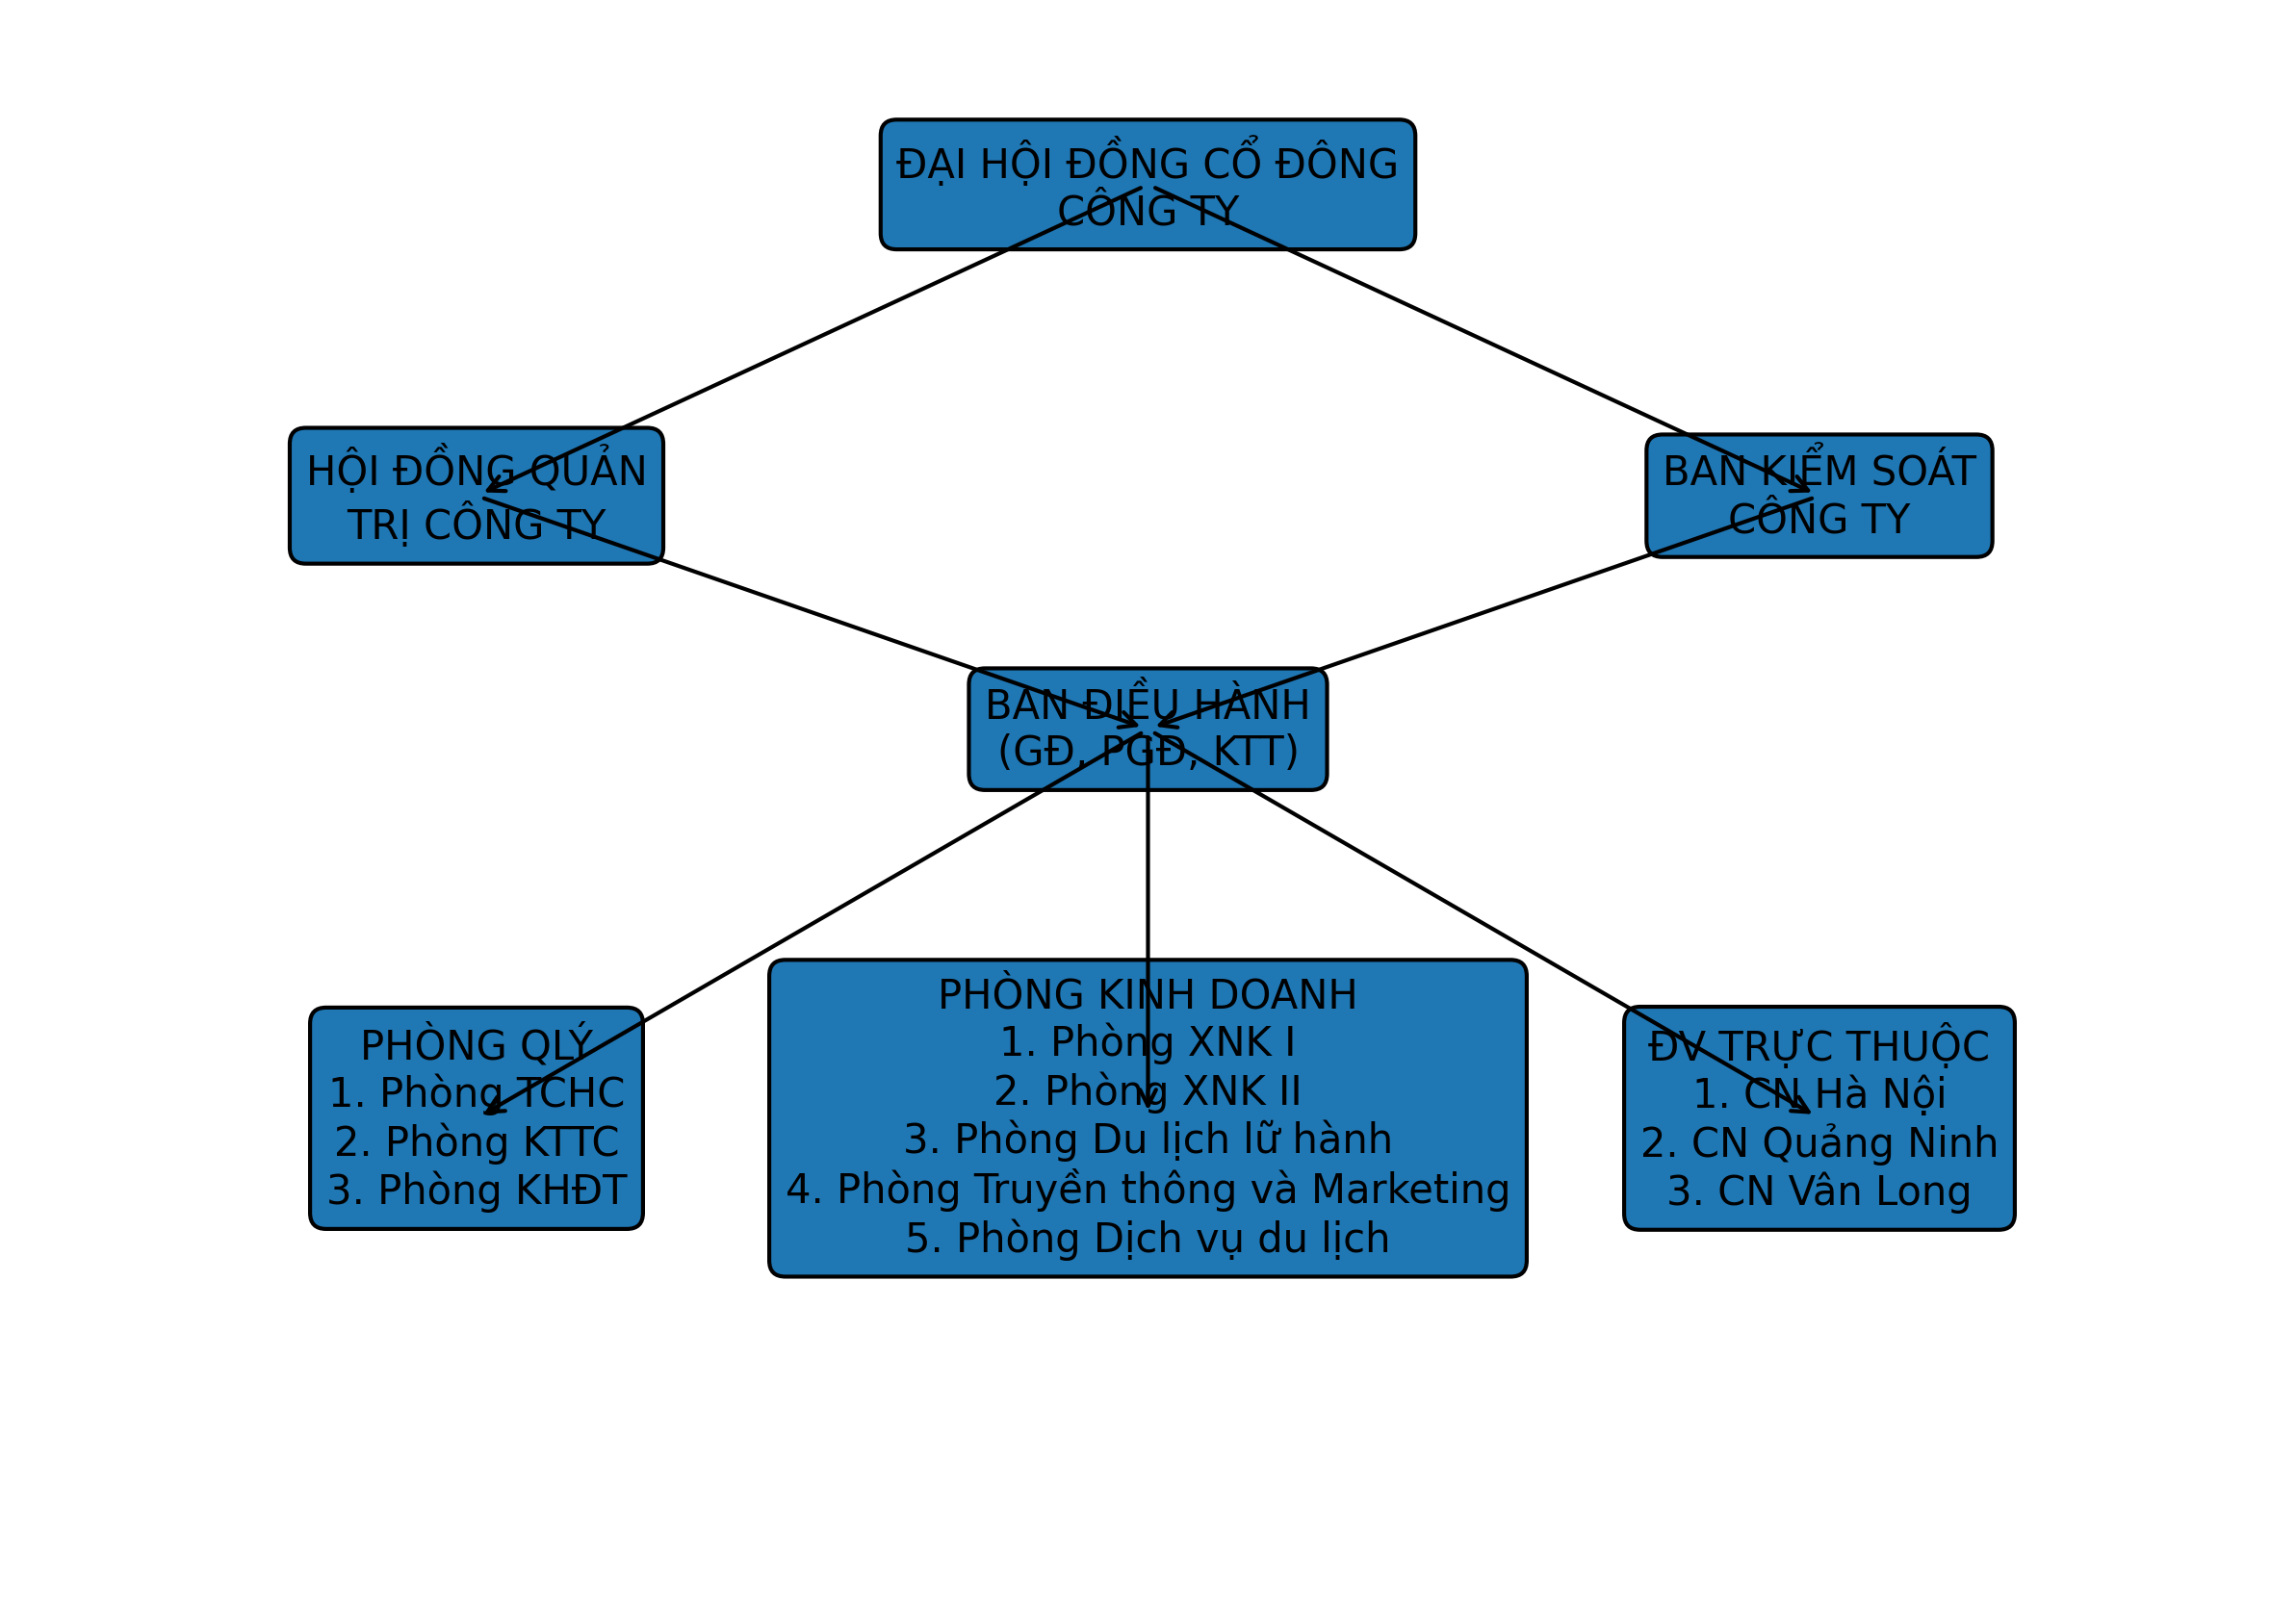 ĐẠI HỘI ĐỒNG CỔ ĐÔNG
CÔNG TY
HỘI ĐỒNG QUẢN
TRỊ CÔNG TY
BAN KIỂM SOÁT
CÔNG TY
BAN ĐIỀU HÀNH
(GĐ, PGĐ, KTT)
PHÒNG QLÝ
1. Phòng TCHC
2. Phòng KTTC
3. Phòng KHĐT
PHÒNG KINH DOANH
1. Phòng XNK I
2. Phòng XNK II
3. Phòng Du lịch lữ hành
4. Phòng Truyền thông và Marketing
5. Phòng Dịch vụ du lịch
ĐV TRỰC THUỘC
1. CN Hà Nội
2. CN Quảng Ninh
3. CN Vân Long